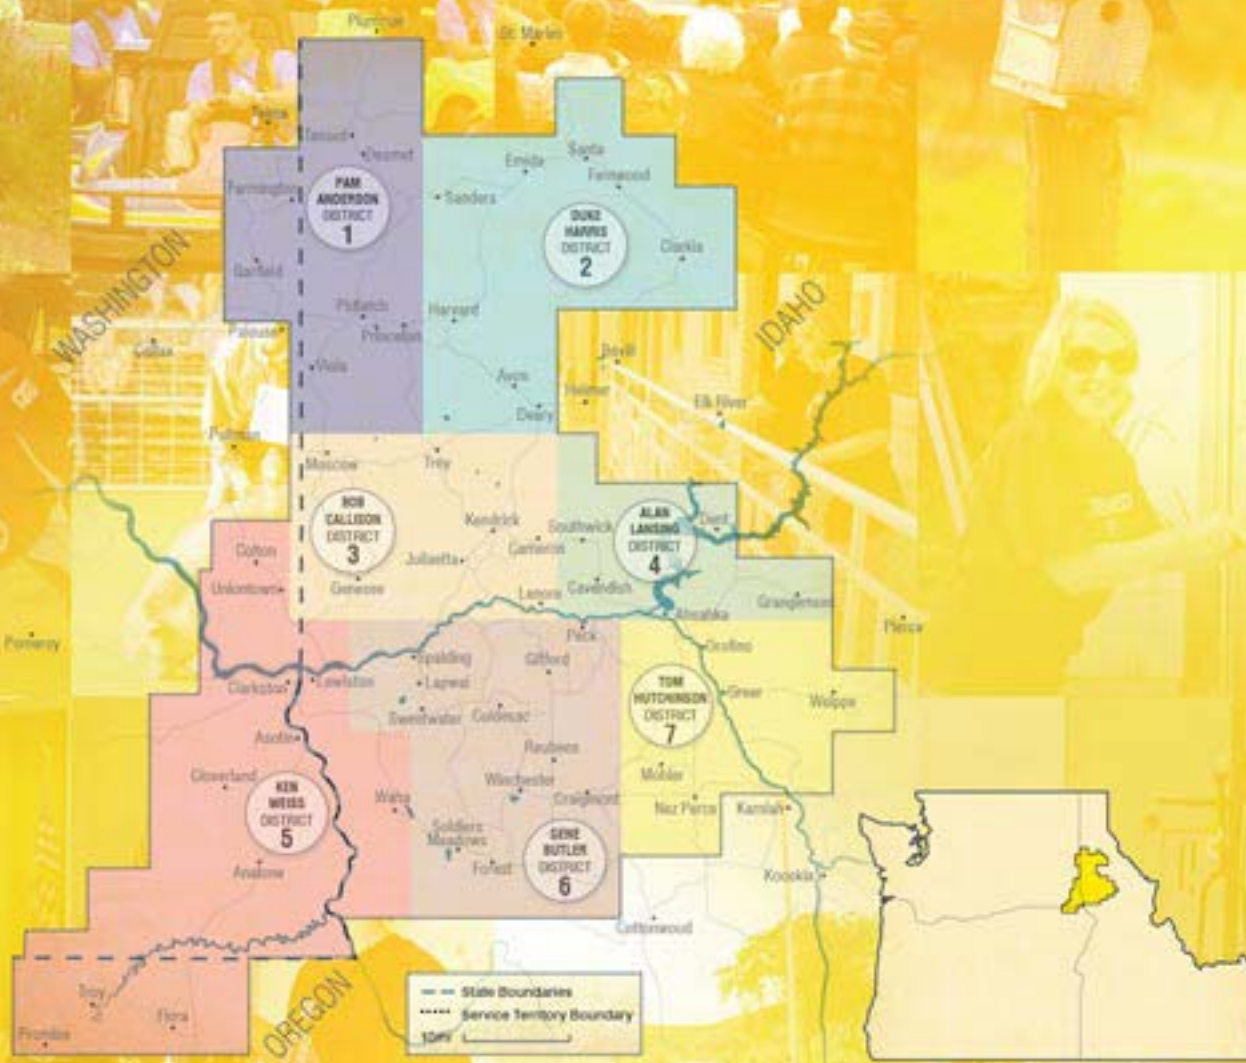 Plummer
St. Maries
Tekoa
Tensed
Desmet
Santa
Emida
Fernwood
Farmington
PAM
ANDERSON
DISTRICT
1
Sanders
DUKE
HARRIS
DISTRICT
2
Clarkia
Garfield
WASHINGTON
IDAHO
Potlatch
Harvard
Princeton
Palouse
Colfax
Viola
Bovill
Avon
Helmer
Deary
Elk River
Pullman
Moscow
Troy
BOB
CALLISON
DISTRICT
3
Kendrick
Southwick
ALAN
LANSING
DISTRICT
4
Dent
Colton
Cameron
Juliaetta
Uniontown
Genesee
Lenore
Cavendish
Grangemont
Ahsahka
Pierce
Pomeroy
Peck
Orofino
Spalding
Gifford
Clarkston
Lewiston
Lapwai
TOM
HUTCHINSON
DISTRICT
7
Greer
Weippe
Sweetwater
Culdesac
Asotin
Reubens
Cloverland
Winchester
Mohler
KEN
WEISS
DISTRICT
5
Waha
Craigmont
Nez Perce
Kamiah
Soldiers
Meadows
GENE
BUTLER
DISTRICT
6
Anatone
Forest
Kooskia
Cottonwood
Troy
Flora
Promise
OREGON
State Boundaries
Service Territory Boundary
10mi